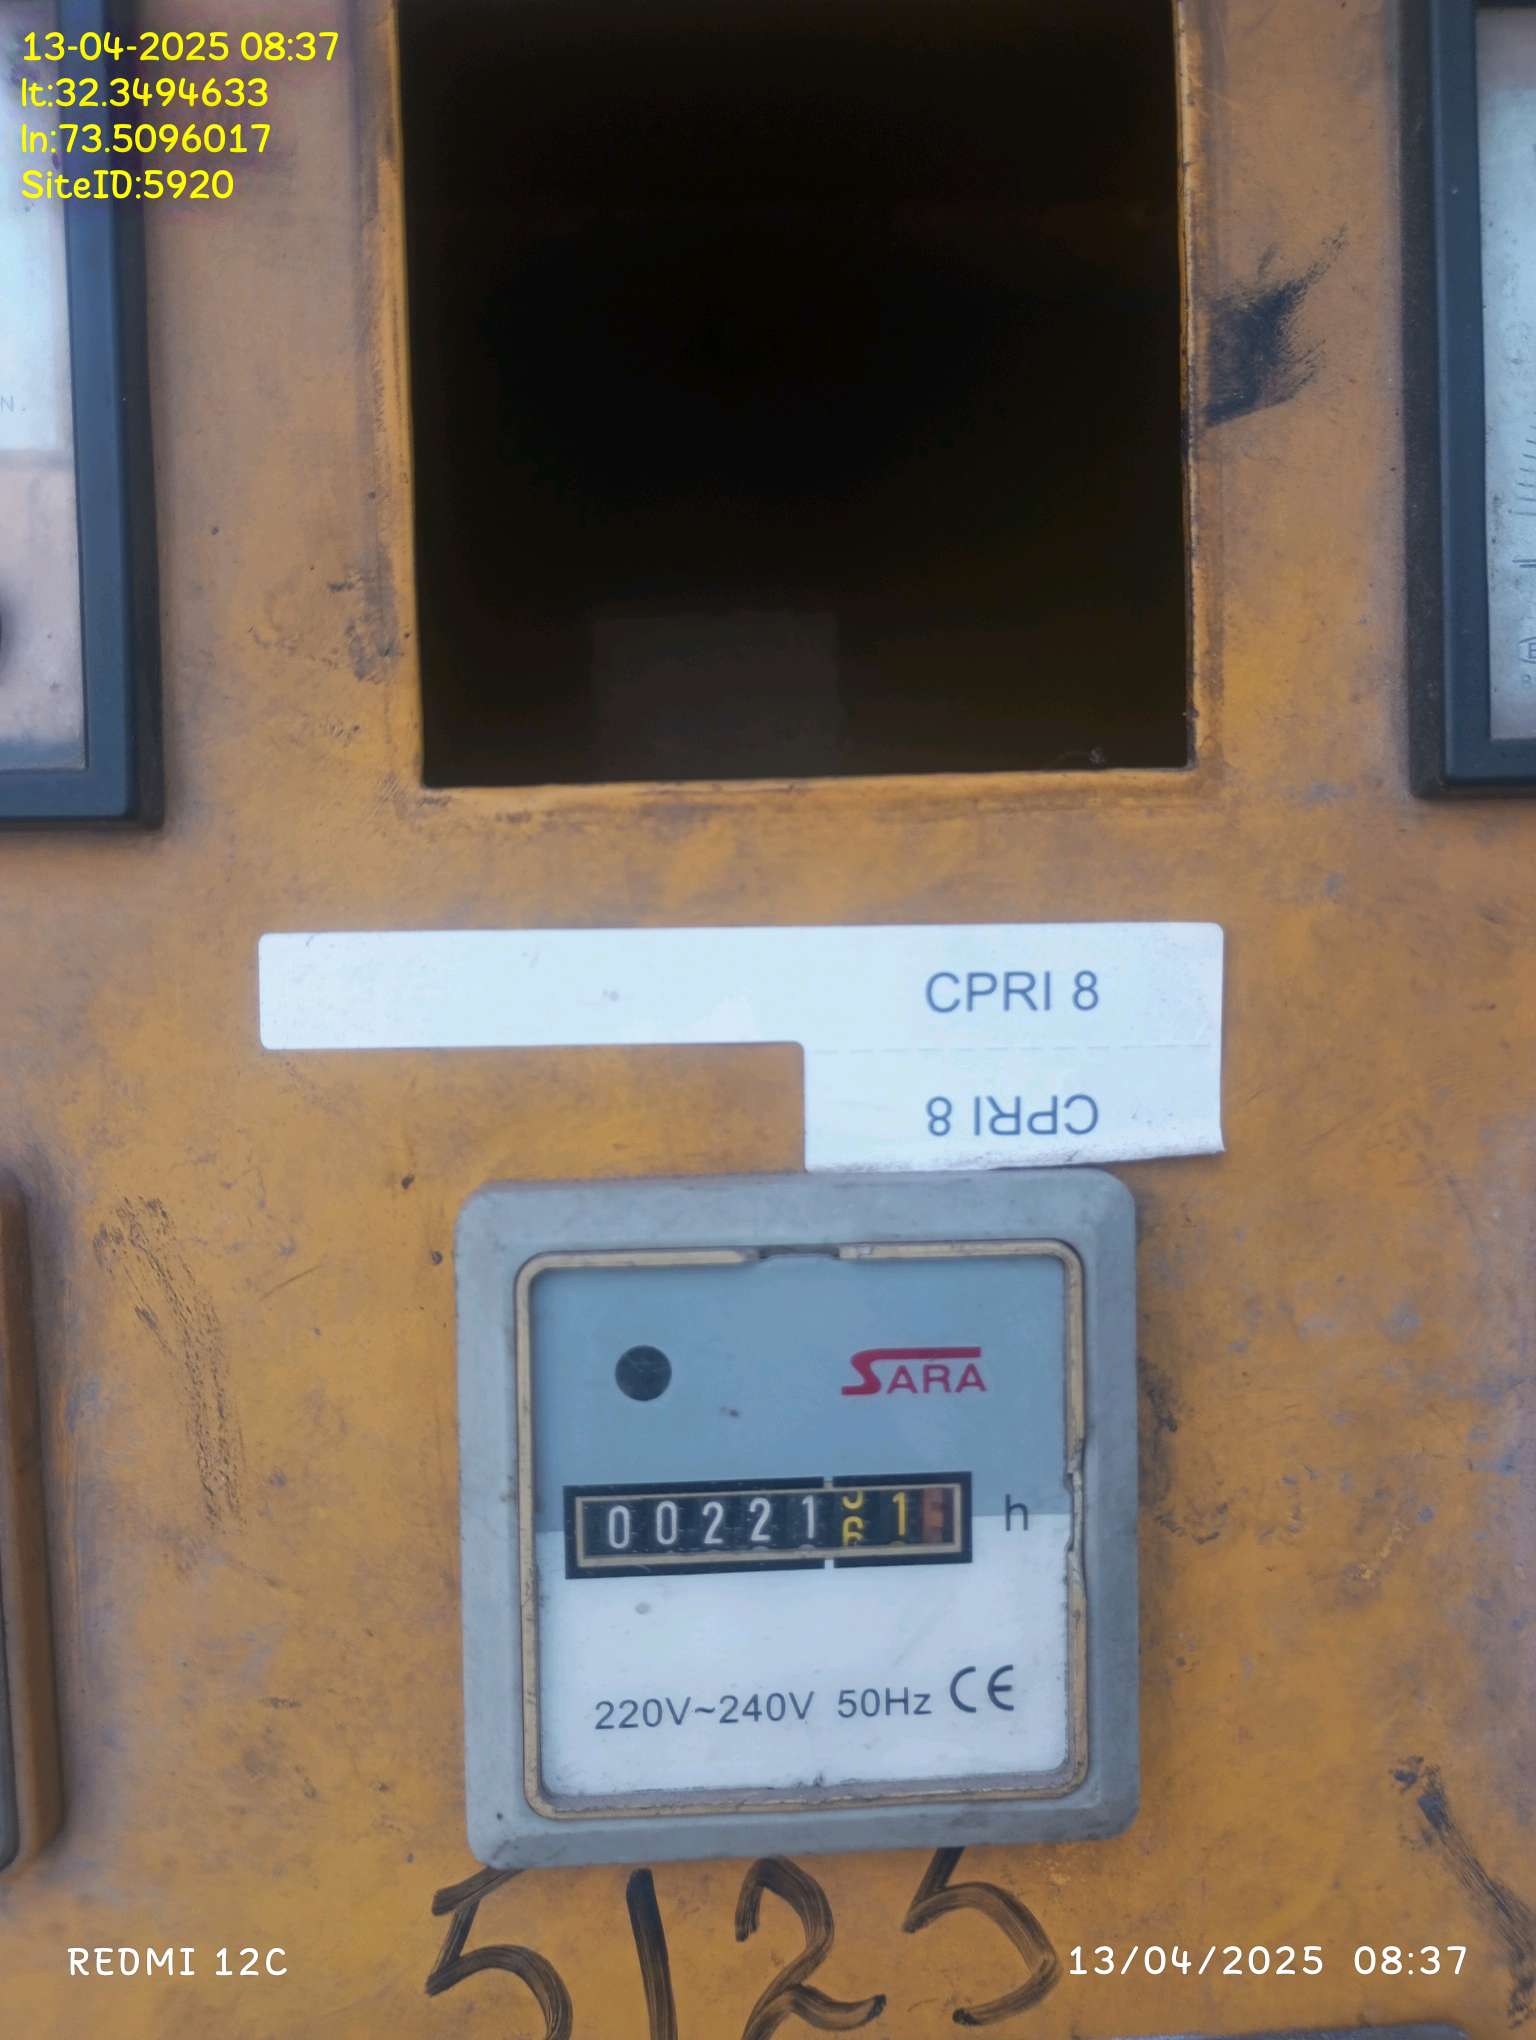 13-04-2025 08:37
lt:32.3494633
ln:73.5096017
SiteID:5920
CPRI 8
CPRI 8
SARA
00221 1 h
220V~240V 50Hz CE
5125
REDMI 12C
13/04/2025 08:37